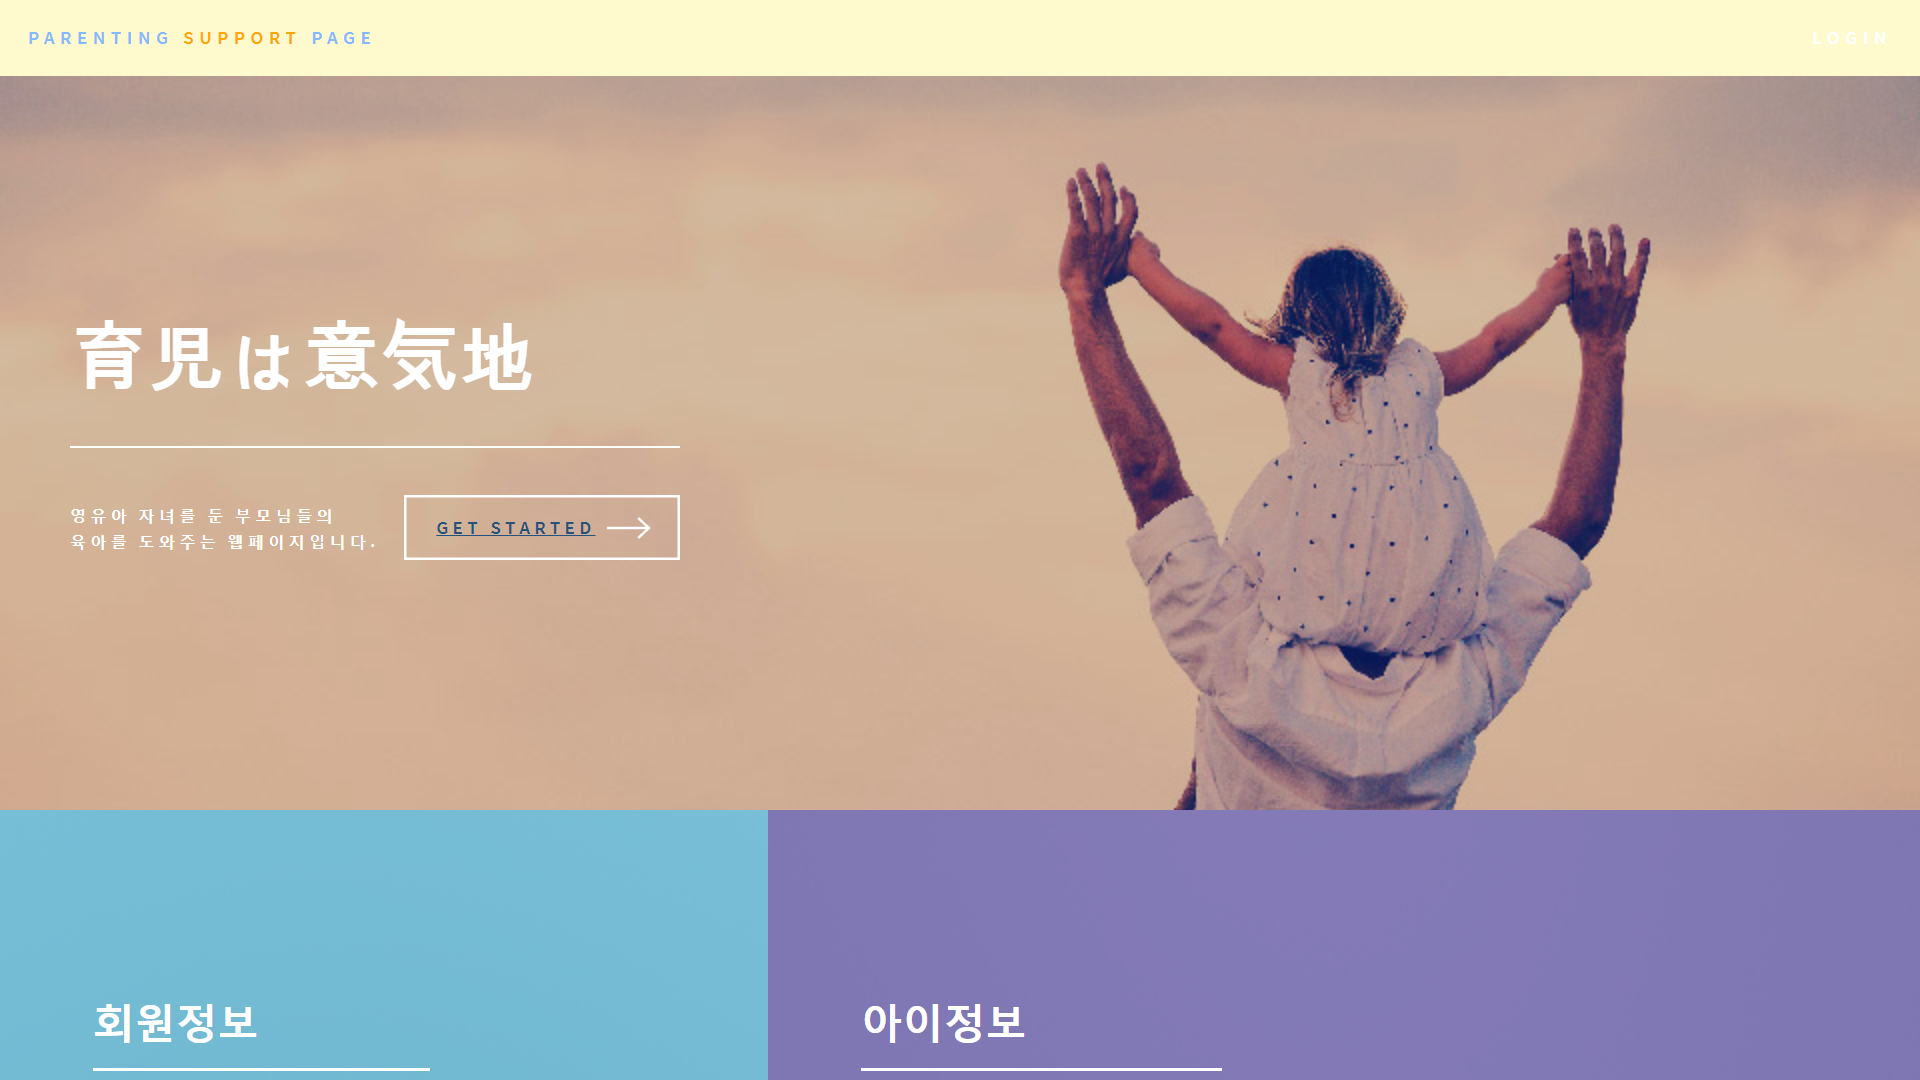 PARENTING SUPPORT PAGE
LOGIN
育児は意気地
영유아 자녀를 둔 부모님들의
육아를 도와주는 웹페이지입니다.
GET STARTED
회원정보
아이정보